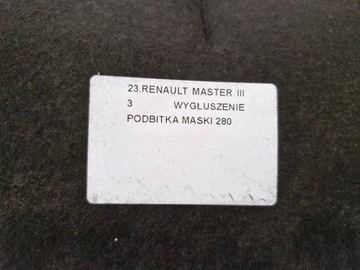 23.RENAULT MASTER III
3 WYGŁUSZENIE
PODBITKA MASKI 280